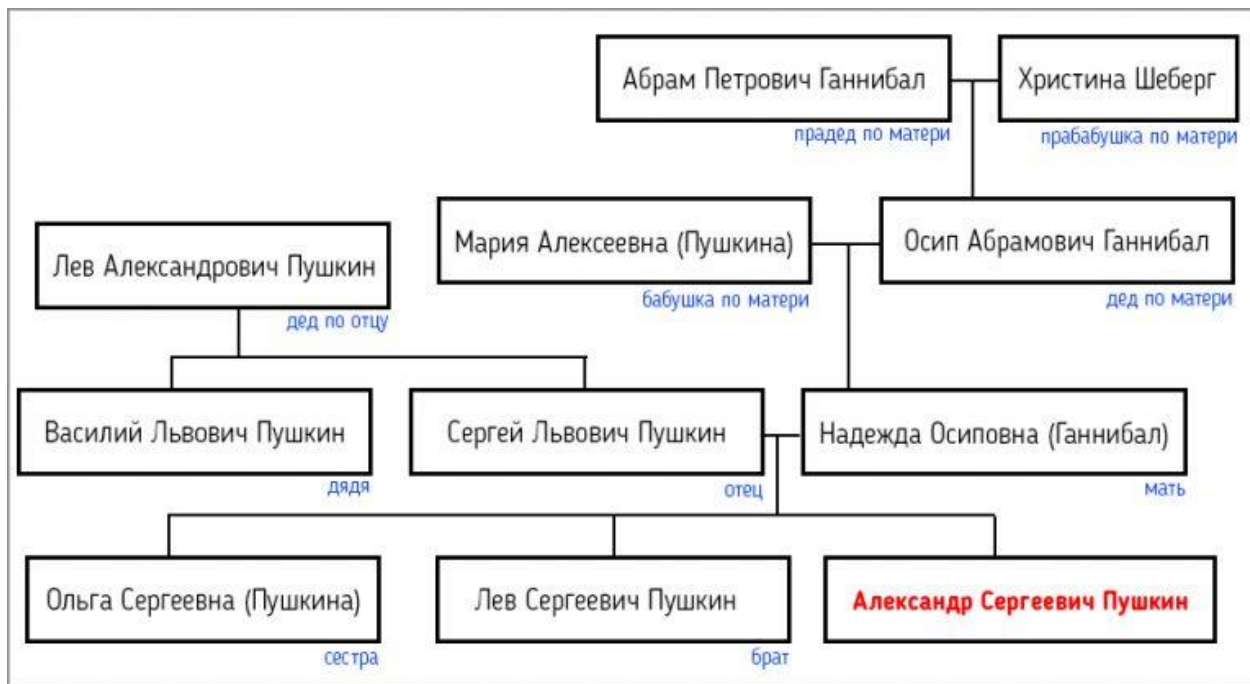 Абрам Петрович Ганнибал
прадед по матери
Христина Шеберг
прабабушка по матери
Мария Алексеевна (Пушкина)
бабушка по матери
Осип Абрамович Ганнибал
дед по матери
Лев Александрович Пушкин
дед по отцу
Василий Львович Пушкин
дядя
Сергей Львович Пушкин
отец
Надежда Осиповна (Ганнибал)
мать
Ольга Сергеевна (Пушкина)
сестра
Лев Сергеевич Пушкин
брат
Александр Сергеевич Пушкин